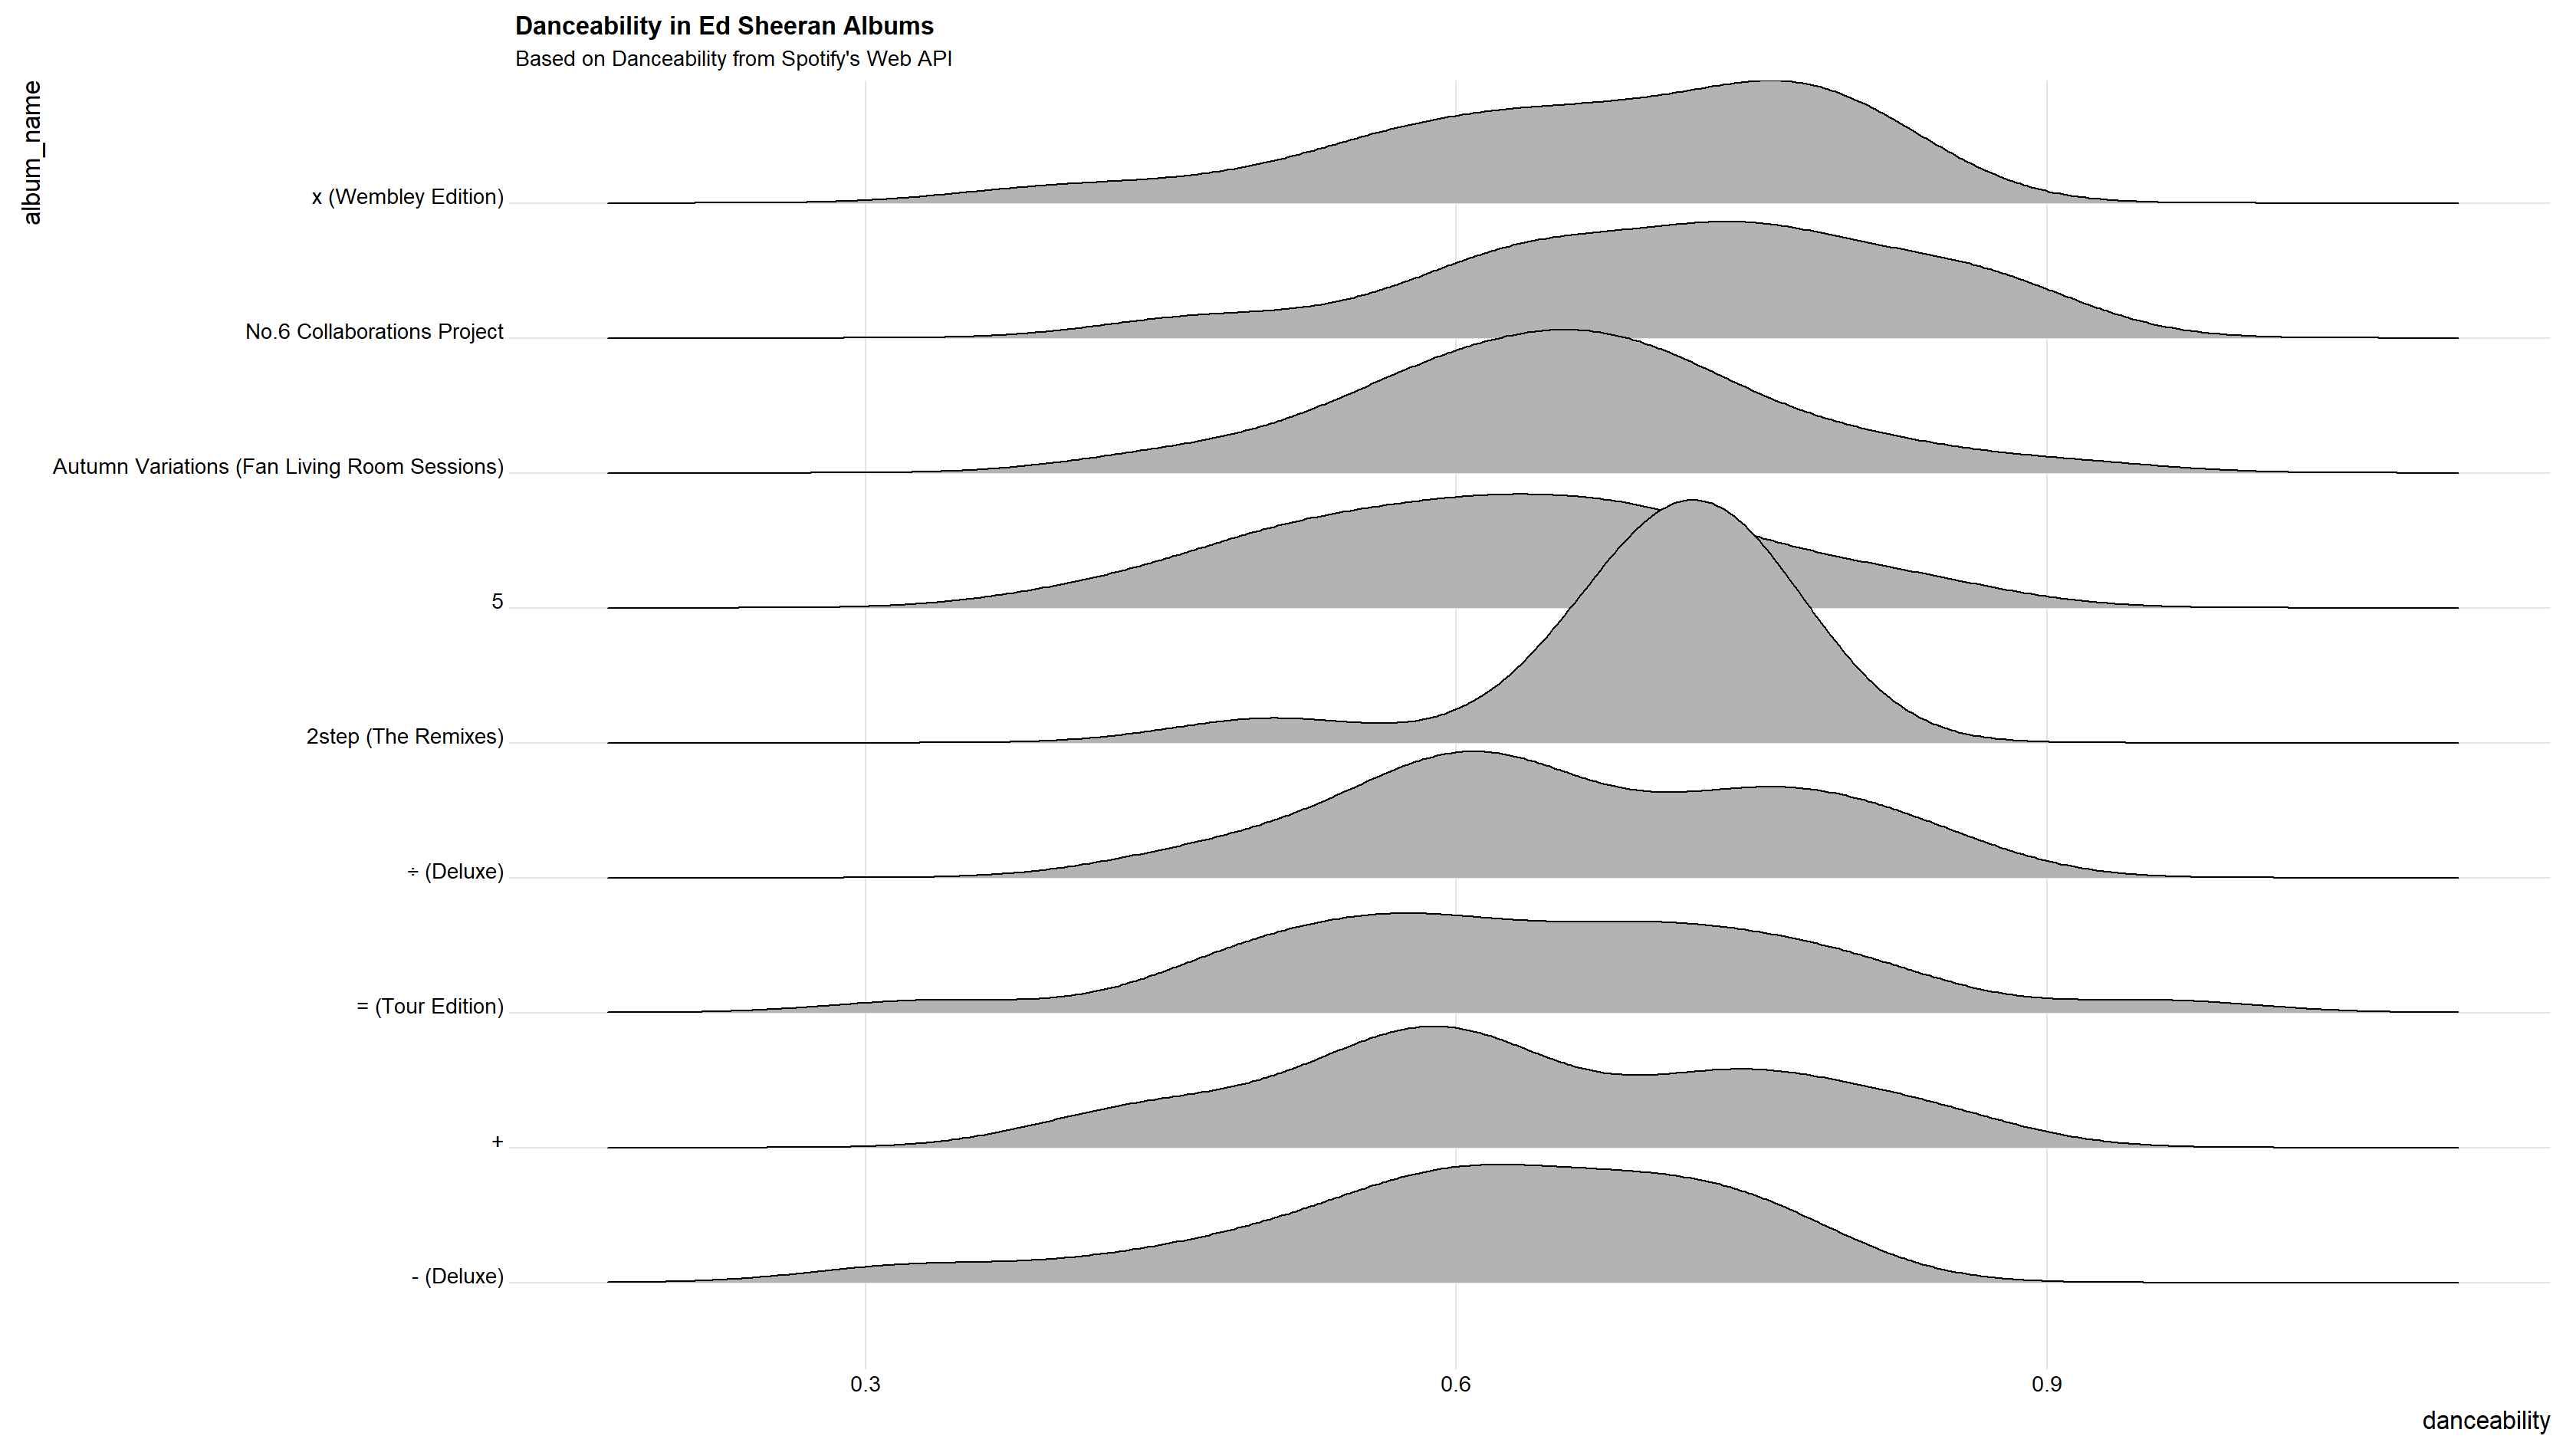 Danceability in Ed Sheeran Albums
Based on Danceability from Spotify's Web API
album_name
x (Wembley Edition)
No.6 Collaborations Project
Autumn Variations (Fan Living Room Sessions)
5
2step (The Remixes)
÷ (Deluxe)
= (Tour Edition)
+
- (Deluxe)
0.3 0.6 0.9
danceability